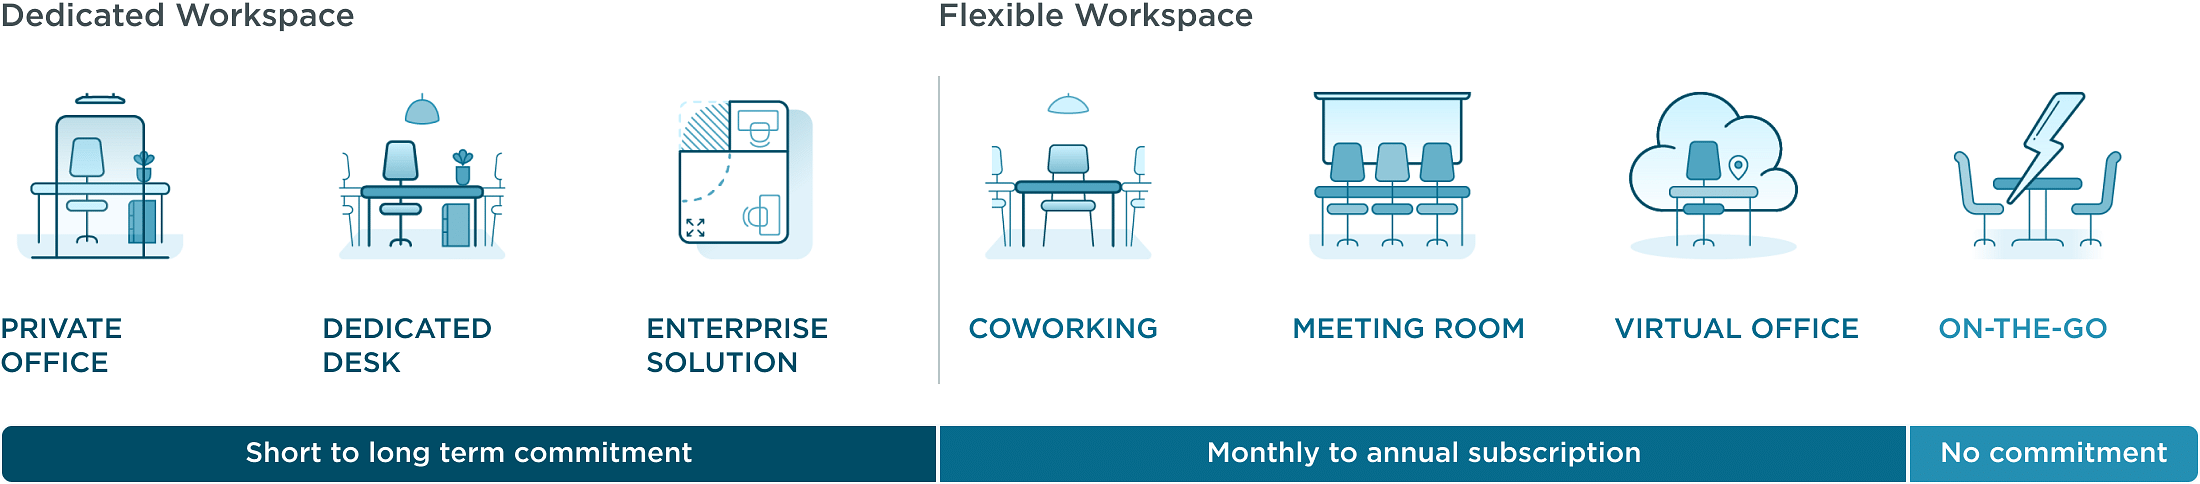 Dedicated Workspace
Flexible Workspace
PRIVATE
OFFICE
DEDICATED
DESK
ENTERPRISE
SOLUTION
COWORKING
MEETING ROOM
VIRTUAL OFFICE
ON-THE-GO
Short to long term commitment
Monthly to annual subscription
No commitment